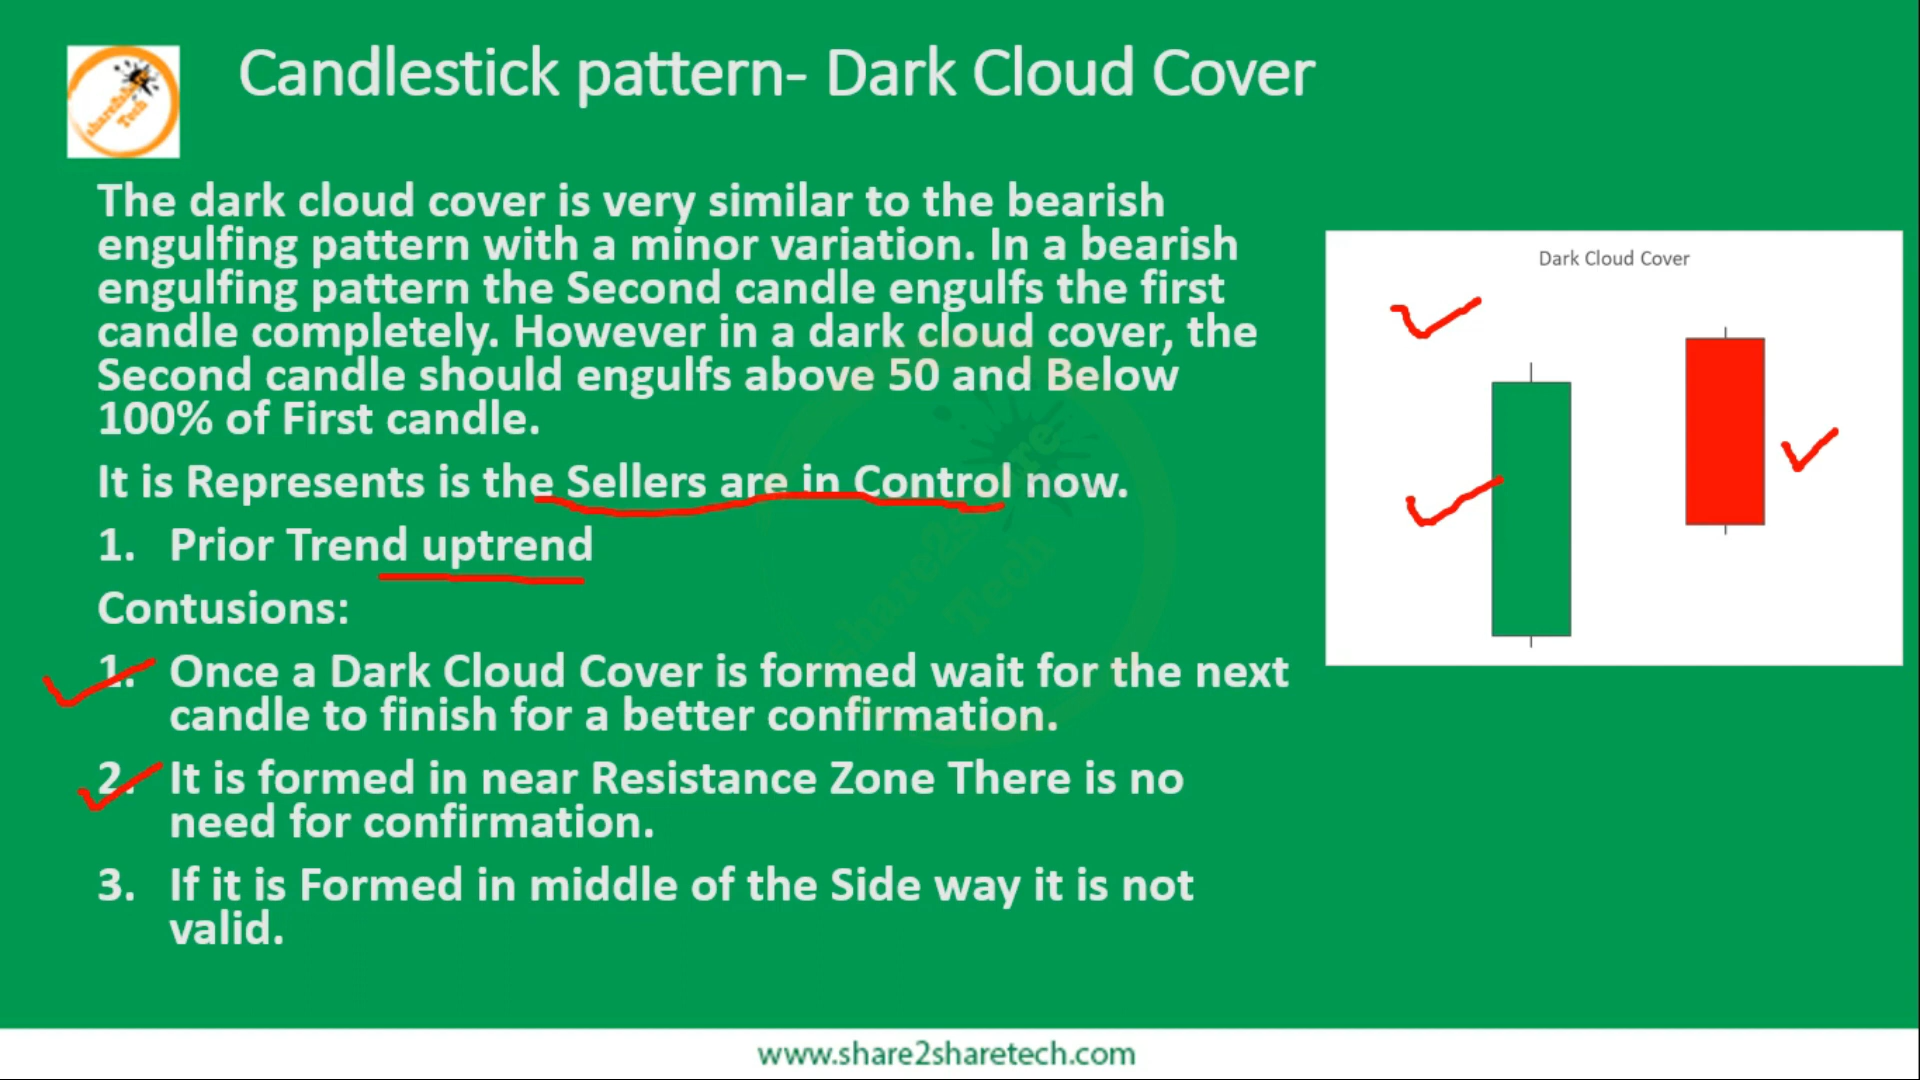 Candlestick pattern- Dark Cloud Cover
share2share
Tech
The dark cloud cover is very similar to the bearish
engulfing pattern with a minor variation. In a bearish
engulfing pattern the Second candle engulfs the first
candle completely. However in a dark cloud cover, the
Second candle should engulfs above 50 and Below
100% of First candle.
It is Represents is the Sellers are in Control now.
1. Prior Trend uptrend
Contusions:
1. Once a Dark Cloud Cover is formed wait for the next
candle to finish for a better confirmation.
2. It is formed in near Resistance Zone There is no
need for confirmation.
3. If it is Formed in middle of the Side way it is not
valid.
Dark Cloud Cover
share2share
Tech
www.share2sharetech.com